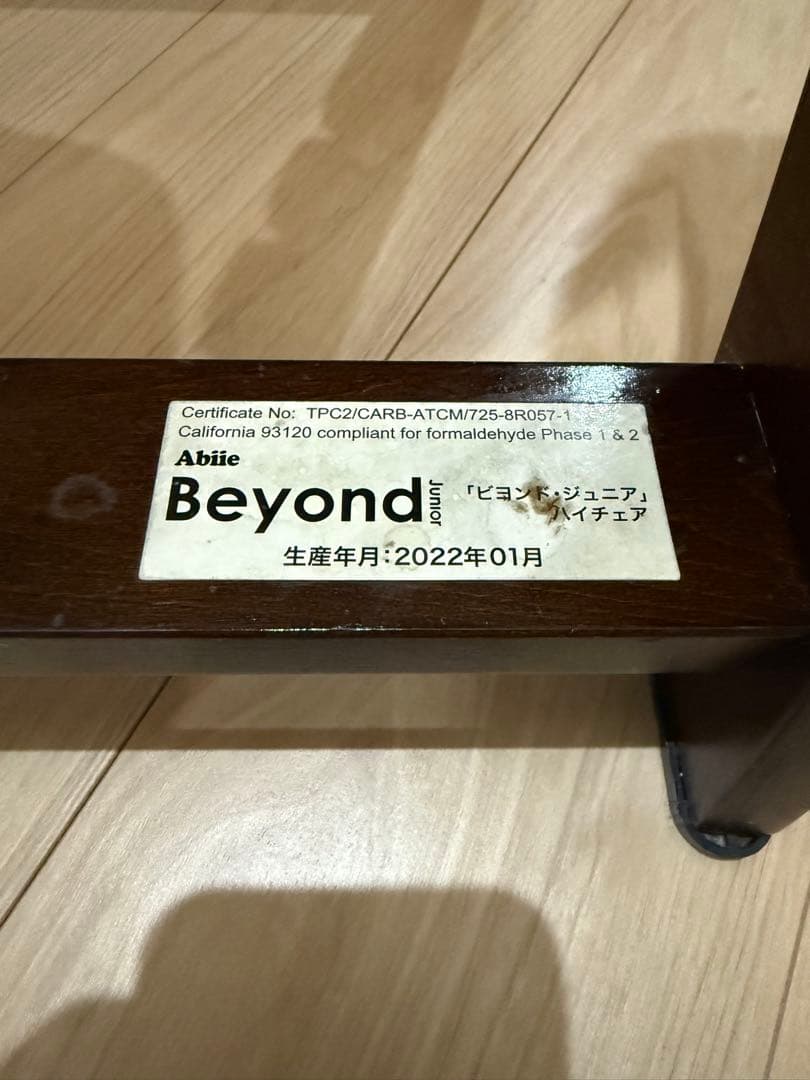 Certificate No: TPC2/CARB-ATCM/725-8R057-1
California 93120 compliant for formaldehyde Phase 1 & 2
Abiie
Beyond Junior
「ビヨンド・ジュニア」
ハイチェア
生産年月：2022年01月